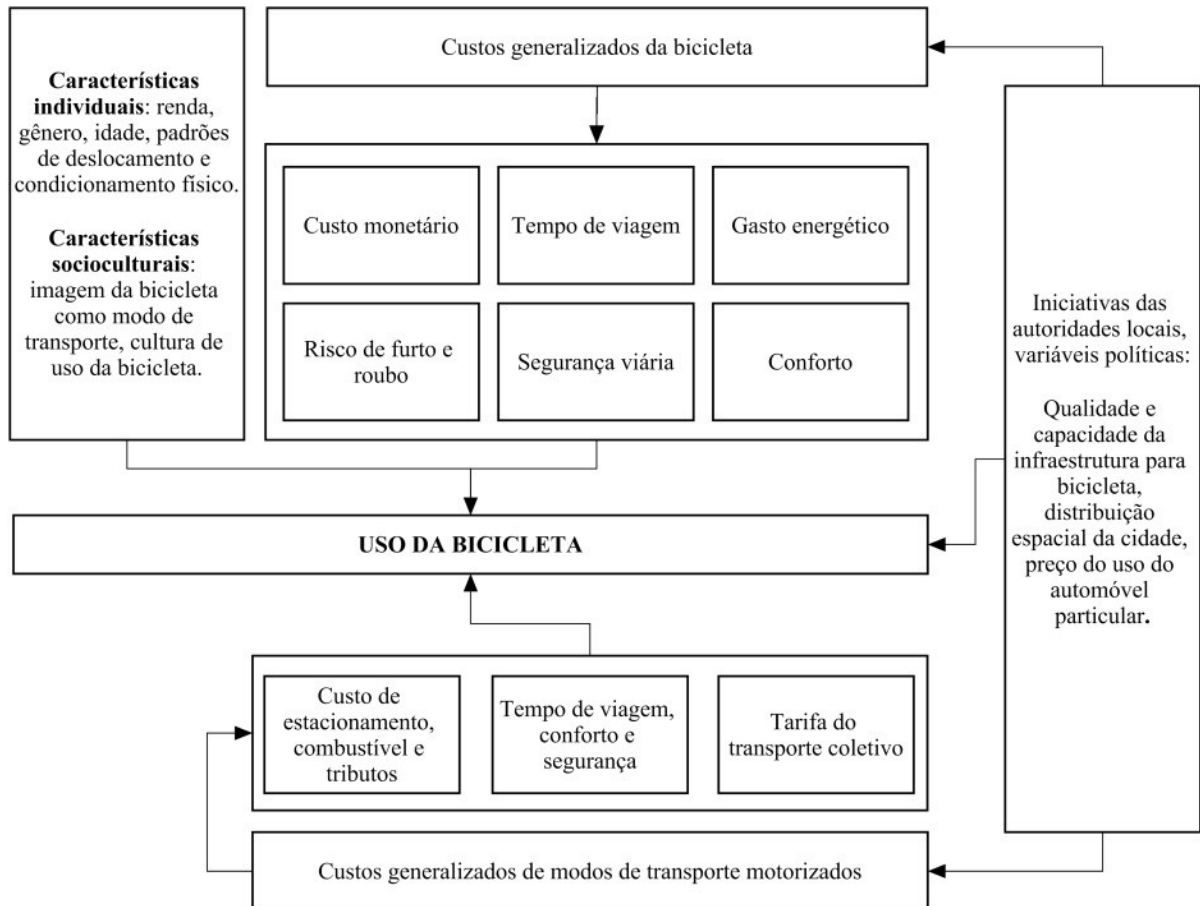 Características
individuais: renda,
gênero, idade, padrões
de deslocamento e
condicionamento físico.
Características
socioculturais:
imagem da bicicleta
como modo de
transporte, cultura de
uso da bicicleta.
Custos generalizados da bicicleta
Custo monetário
Tempo de viagem
Gasto energético
Risco de furto e
roubo
Segurança viária
Conforto
Iniciativas das
autoridades locais,
variáveis políticas:
Qualidade e
capacidade da
infraestrutura para
bicicleta,
distribuição
espacial da cidade,
preço do uso do
automóvel
particular.
USO DA BICICLETA
Custo de
estacionamento,
combustível e
tributos
Tempo de viagem,
conforto e
segurança
Tarifa do
transporte coletivo
Custos generalizados de modos de transporte motorizados